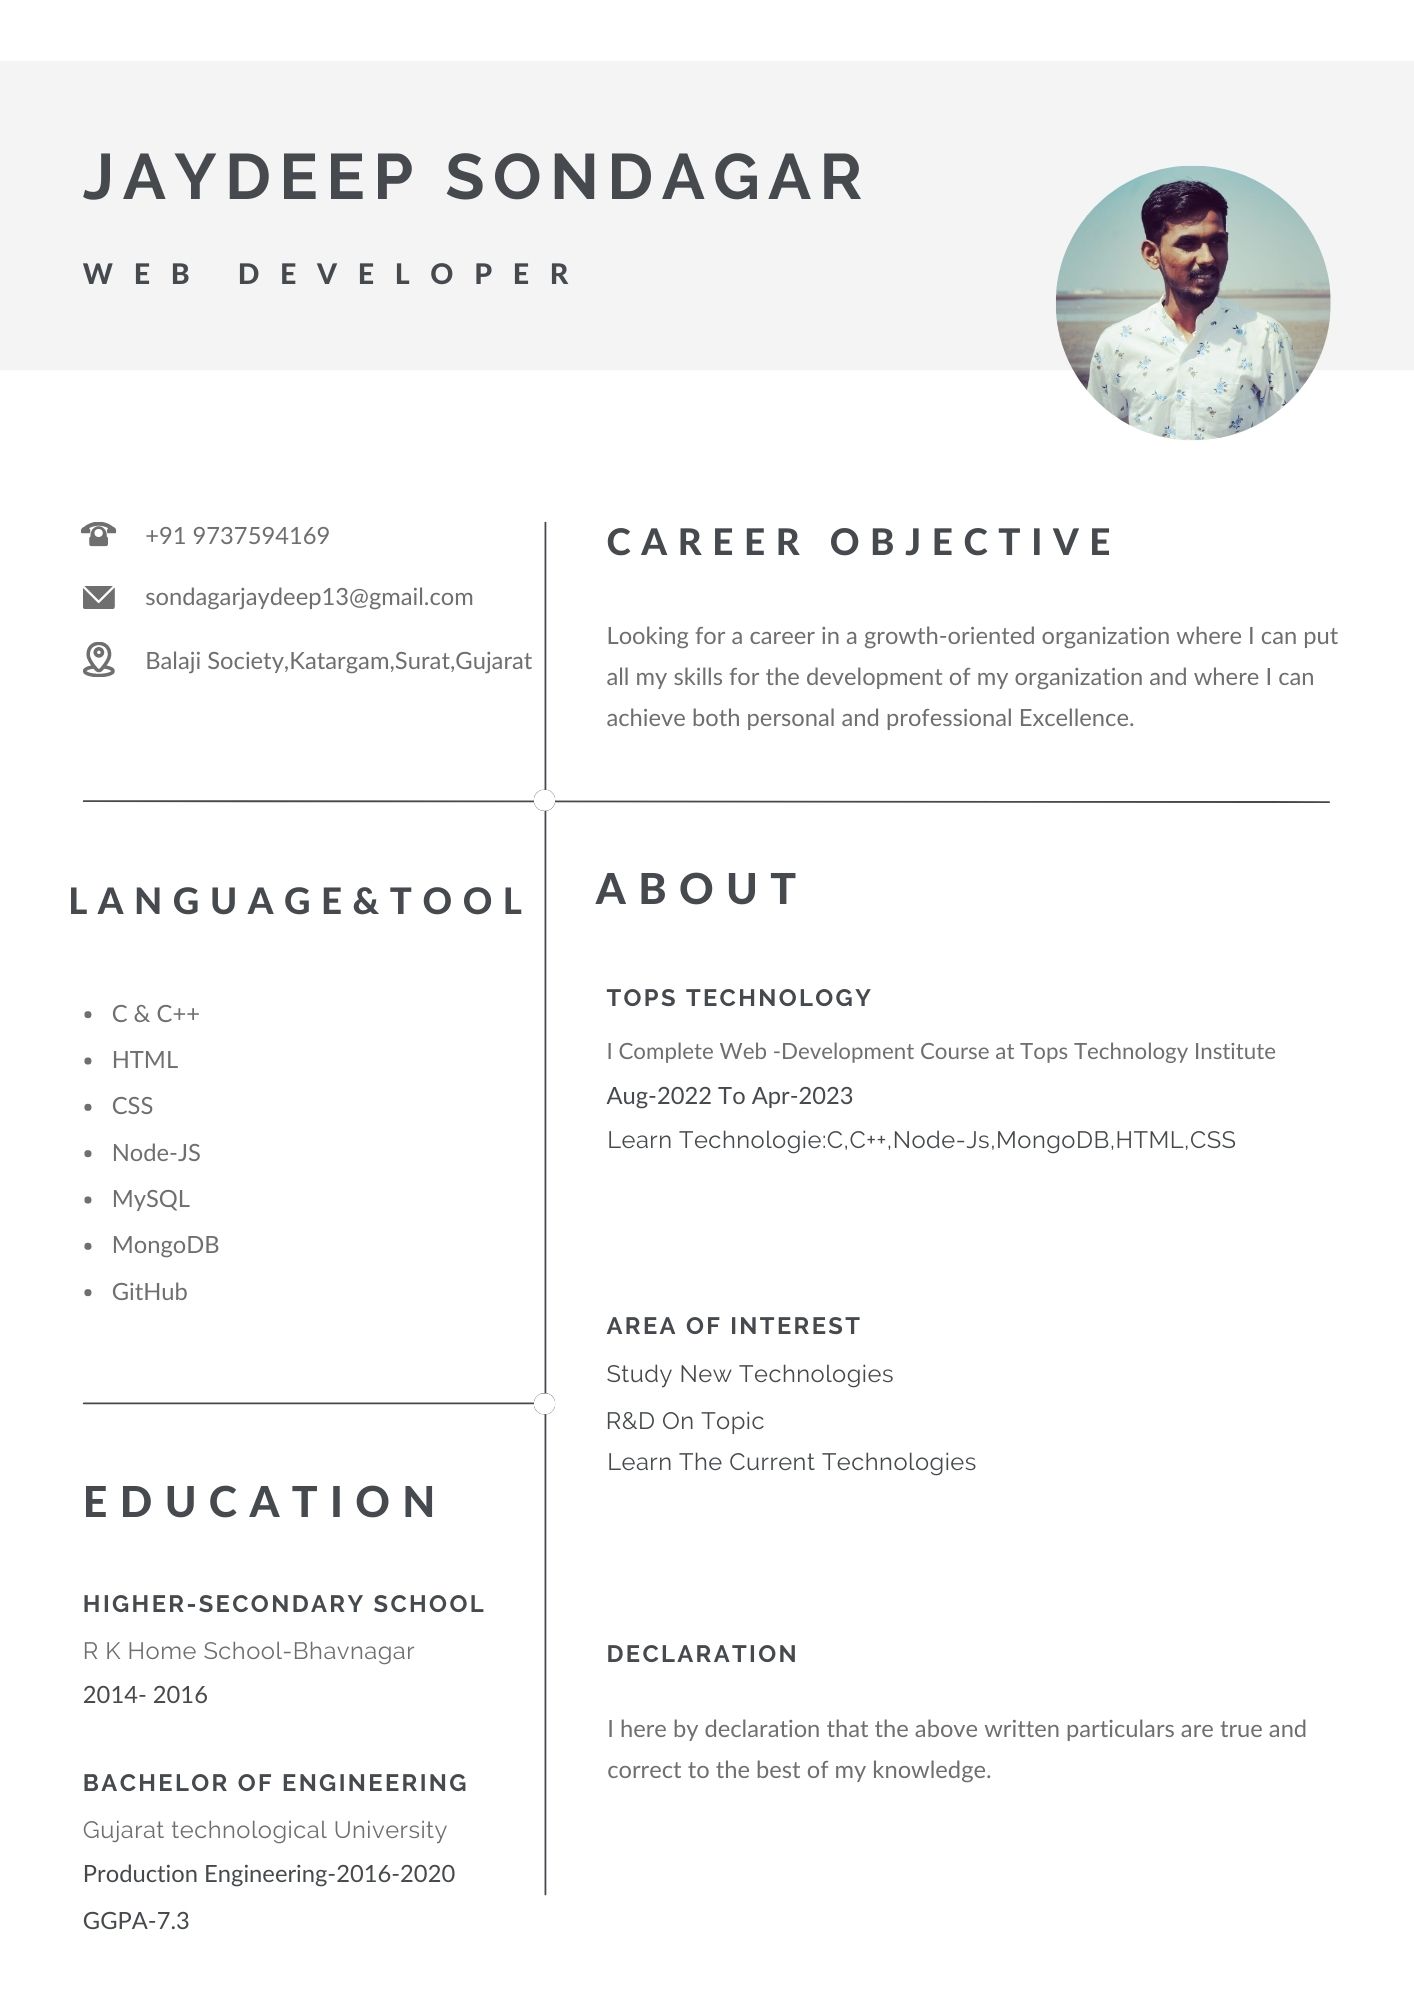 JAYDEEP SONDAGAR
WEB DEVELOPER
+91 9737594169
sondagarjaydeep13@gmail.com
Balaji Society,Katargam,Surat,Gujarat
CAREER OBJECTIVE
Looking for a career in a growth-oriented organization where I can put
all my skills for the development of my organization and where I can
achieve both personal and professional Excellence.
LANGUAGE&TOOL
• C & C++
• HTML
• CSS
• Node-JS
• MySQL
• MongoDB
• GitHub
EDUCATION
HIGHER-SECONDARY SCHOOL
R K Home School-Bhavnagar
2014- 2016
BACHELOR OF ENGINEERING
Gujarat technological University
Production Engineering-2016-2020
GGPA-7.3
ABOUT
TOPS TECHNOLOGY
I Complete Web -Development Course at Tops Technology Institute
Aug-2022 To Apr-2023
Learn Technologie:C,C++,Node-Js,MongoDB,HTML,CSS
AREA OF INTEREST
Study New Technologies
R&D On Topic
Learn The Current Technologies
DECLARATION
I here by declaration that the above written particulars are true and
correct to the best of my knowledge.